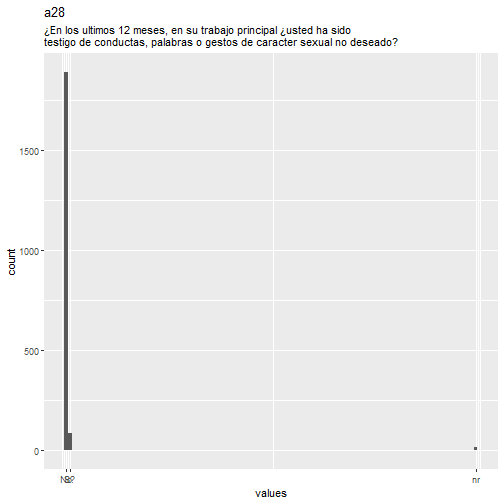 a28
¿En los ultimos 12 meses, en su trabajo principal ¿usted ha sido
testigo de conductas, palabras o gestos de caracter sexual no deseado?
1500
1000
500
0
nr
count
values